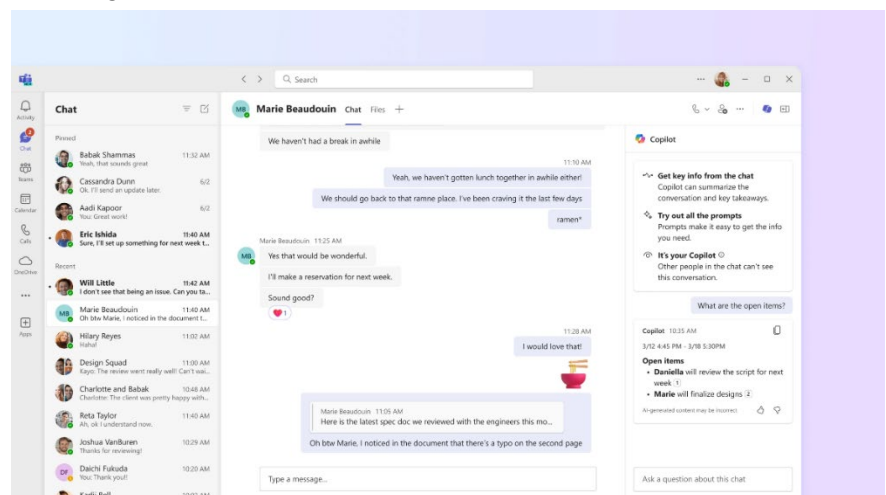 Search
Activity
Chat
Teams
Calendar
Calls
OneDrive
Apps
Chat
Pinned
Babak Shammas 11:32 AM
Yeah, that sounds great
Cassandra Dunn 6/2
Ok. I'll send an update later.
Aadi Kapoor 6/2
You: Great work!
Eric Ishida 11:40 AM
Sure, I'll set up something for next week t...
Recent
Will Little 11:42 AM
I don't see that being an issue. Can you ta...
Marie Beaudouin 11:40 AM
Oh btw Marie, I noticed in the document t...
Hilary Reyes 11:02 AM
Haha!
Design Squad 11:00 AM
Kayo: The review went really well! Can't wai...
Charlotte and Babak 10:48 AM
Charlotte: The client was pretty happy with...
Reta Taylor 11:40 AM
Ah, ok I understand now.
Joshua VanBuren 10:29 AM
Thanks for reviewing!
DF
Daichi Fukuda 10:20 AM
You: Thank you!!
MB Marie Beaudouin Chat Files
We haven't had a break in awhile
11:10 AM
Yeah, we haven't gotten lunch together in awhile either!
We should go back to that ramne place. I've been craving it the last few days
ramen*
Marie Beaudouin 11:25 AM
MB
Yes that would be wonderful.
I'll make a reservation for next week.
Sound good?
1
11:28 AM
I would love that!
Marie Beaudouin 11:05 AM
Here is the latest spec doc we reviewed with the engineers this mo...
Oh btw Marie, I noticed in the document that there's a typo on the second page
Type a message...
Copilot
Get key info from the chat
Copilot can summarize the
conversation and key takeaways.
Try out all the prompts
Prompts make it easy to get the info
you need.
It's your Copilot
Other people in the chat can't see
this conversation.
What are the open items?
Copilot 10:35 AM
3/12 4:45 PM - 3/18 5:30PM
Open items
• Daniella will review the script for next
week 1
• Marie will finalize designs 2
AI-generated content may be incorrect
Ask a question about this chat